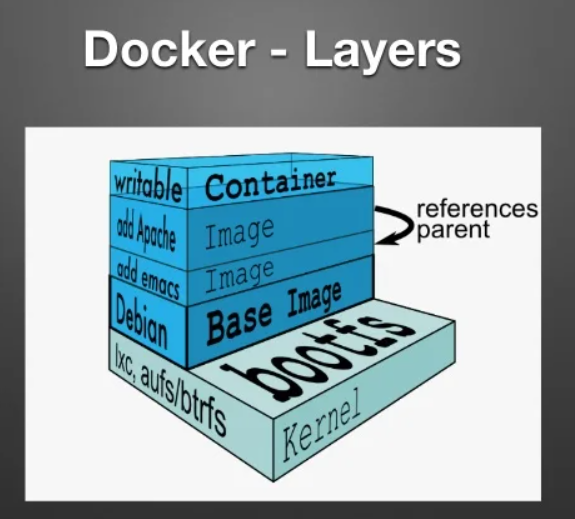 Docker - Layers
writable Container
add Apache Image
references
parent
add emacs Image
Debian Base Image
bootfs
lxc, aufs/btrfs
Kernel